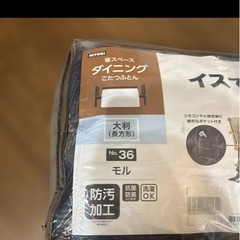 NITORI
省スペース
ダイニング
こたつふとん
大判
(長方形)
No.36
モル
防汚
加工
抗菌
防臭
洗濯
OK
イス
リモコンや小物収納に
便利なポケット付き